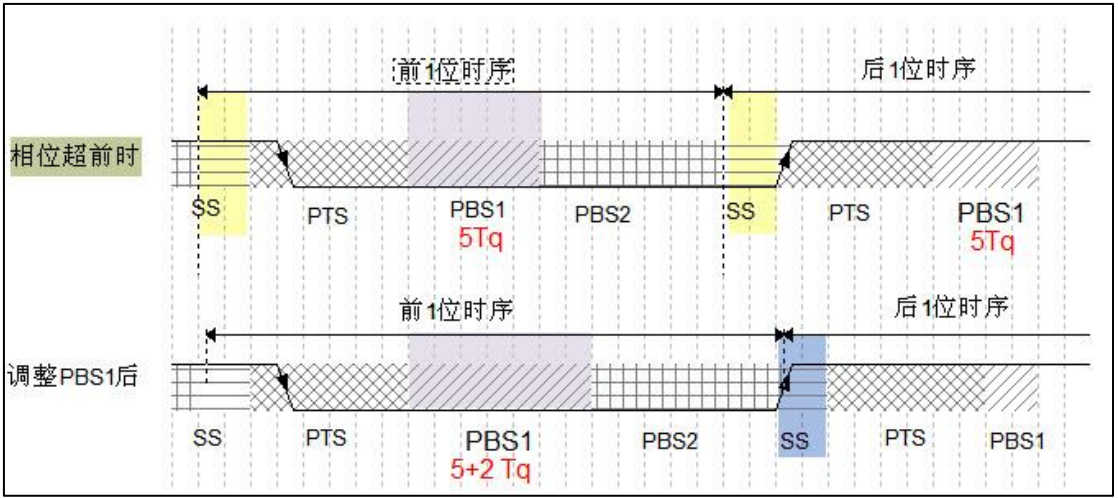 前1位时序 后1位时序
相位超前时
SS PTS PBS1 PBS2 SS PTS PBS1
5Tq 5Tq
前1位时序 后1位时序
调整PBS1后
SS PTS PBS1 PBS2 SS PTS PBS1
5+2 Tq